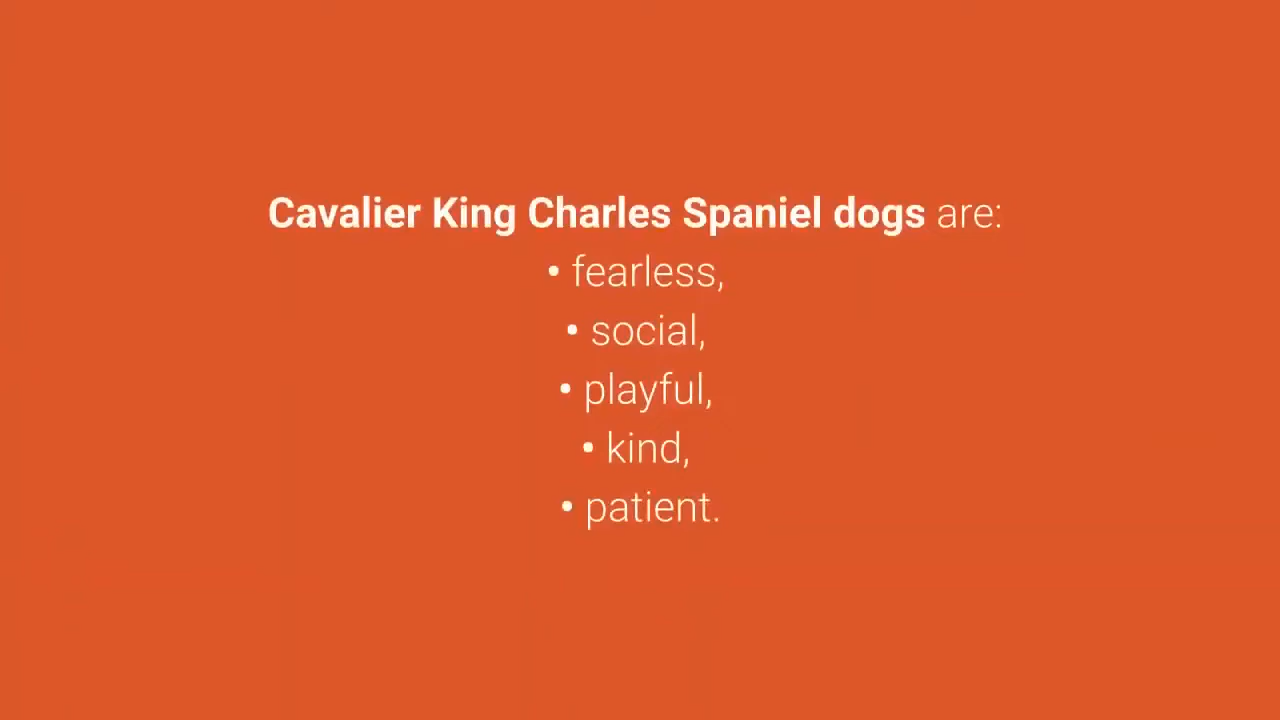 Cavalier King Charles Spaniel dogs are:
• fearless,
• social,
• playful,
• kind,
• patient.